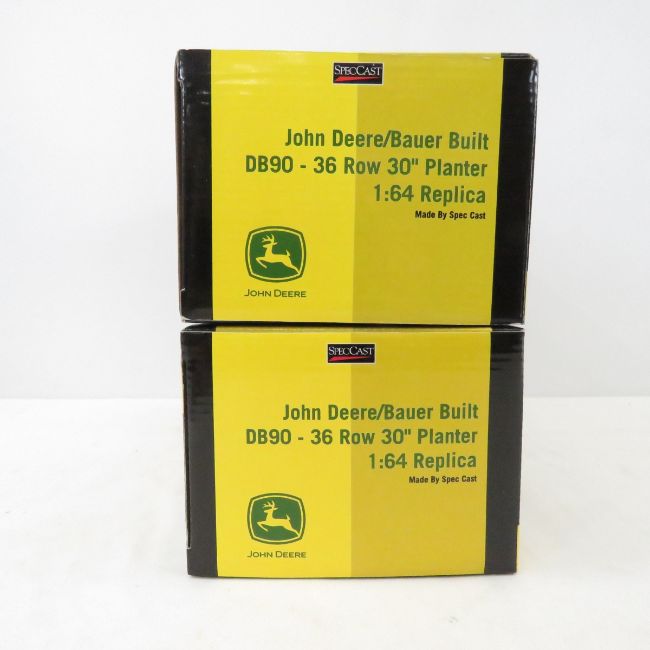 SPECCAST
John Deere/Bauer Built
DB90 - 36 Row 30" Planter
1:64 Replica
Made By Spec Cast
JOHN DEERE
SPECCAST
John Deere/Bauer Built
DB90 - 36 Row 30" Planter
1:64 Replica
Made By Spec Cast
JOHN DEERE